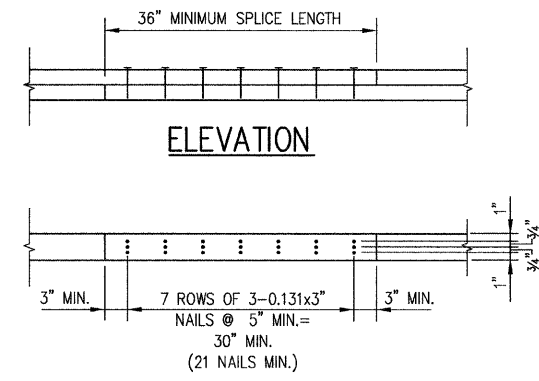 36" MINIMUM SPLICE LENGTH
ELEVATION
1"
3/4"
3/4"
1"
3" MIN.
7 ROWS OF 3-0.131x3"
3" MIN.
NAILS @ 5" MIN.=
30" MIN.
(21 NAILS MIN.)